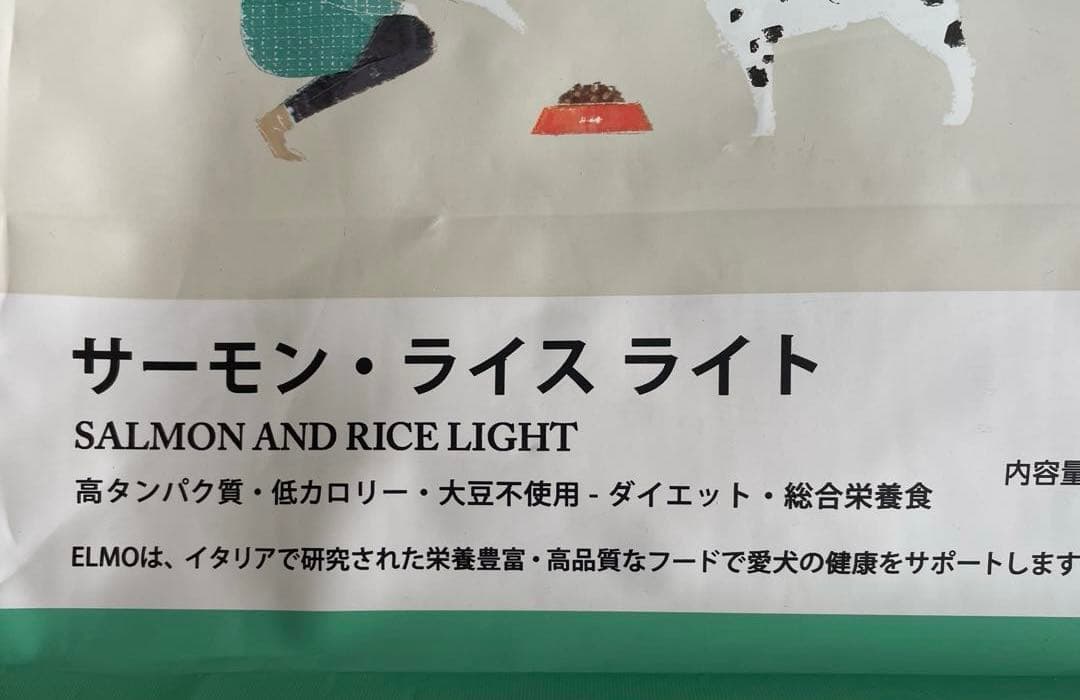 サーモン・ライス ライト
SALMON AND RICE LIGHT
内容量
高タンパク質・低カロリー・大豆不使用 - ダイエット・総合栄養食
ELMOは、イタリアで研究された栄養豊富・高品質なフードで愛犬の健康をサポートします